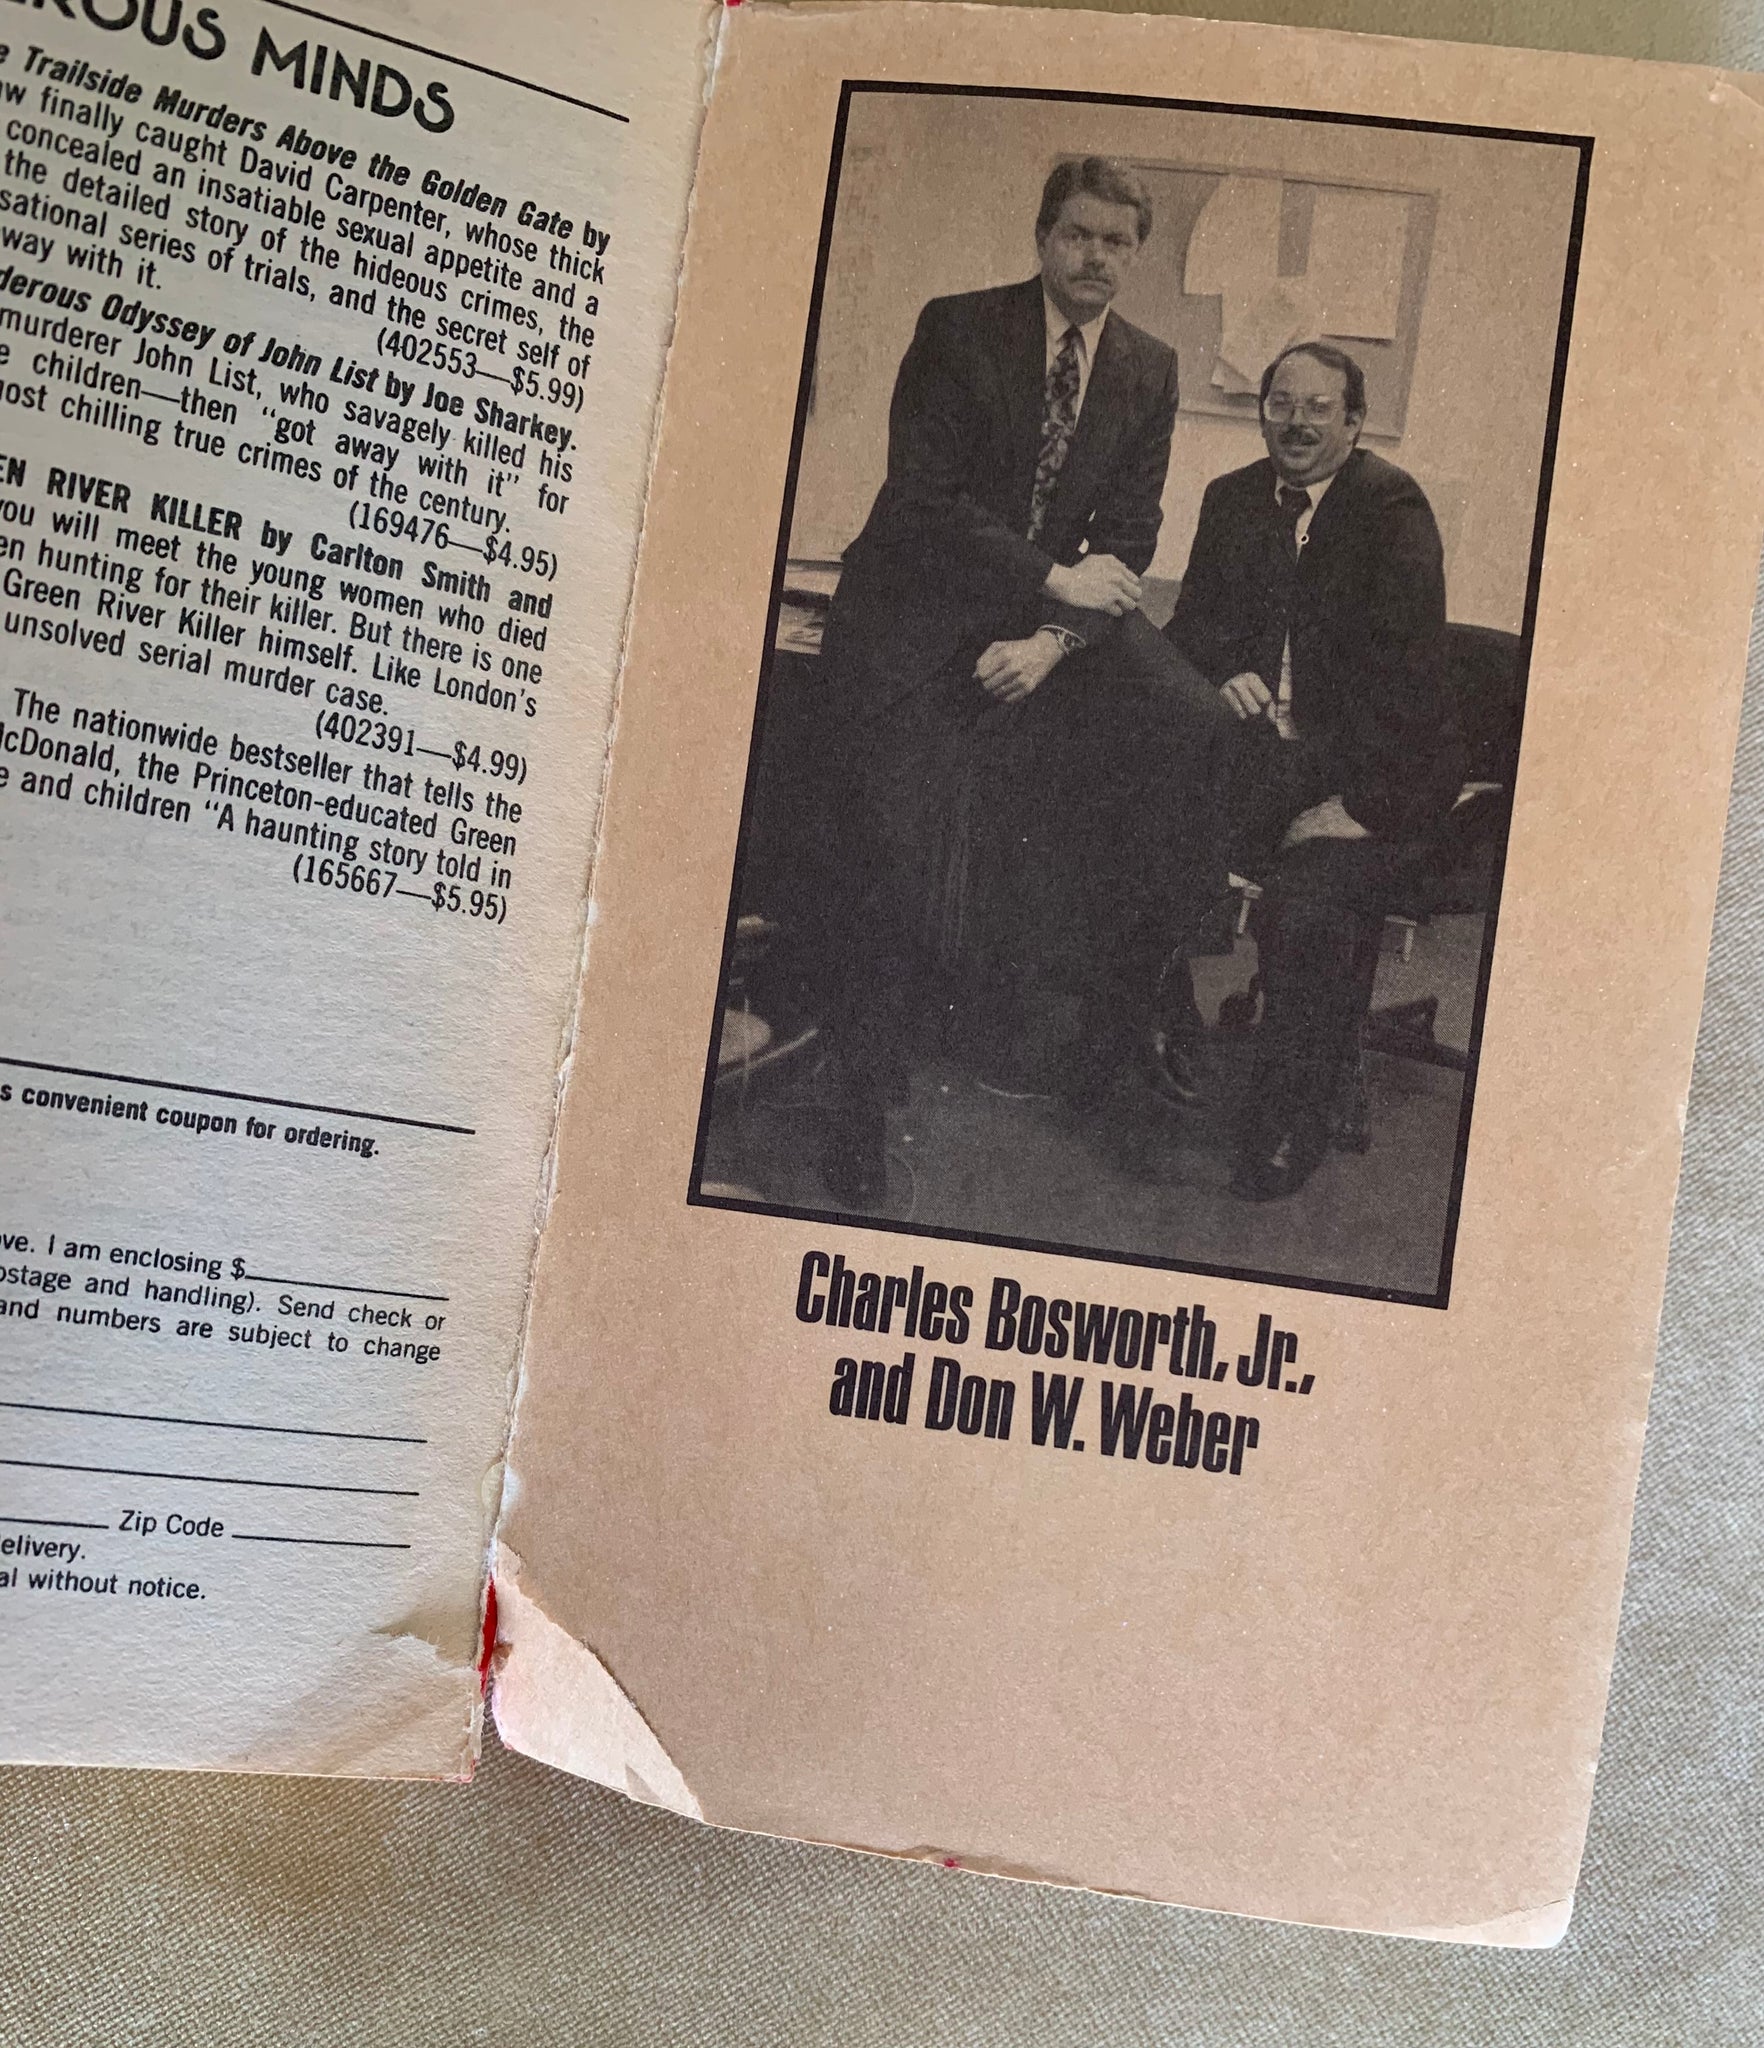 ROUS MINDS
Trailside Murders Above the Golden Gate by
finally caught David Carpenter, whose thick
concealed an insatiable sexual appetite and a
the detailed story of the hideous crimes, the
sational series of trials, and the secret self of
way with it.
(402553—$5.99)
derous Odyssey of John List by Joe Sharkey.
murderer John List, who savagely killed his
children—then "got away with it" for
ost chilling true crimes of the century.
(169476—$4.95)
EN RIVER KILLER by Carlton Smith and
you will meet the young women who died
en hunting for their killer. But there is one
Green River Killer himself. Like London's
unsolved serial murder case.
(402391—$4.99)
The nationwide bestseller that tells the
cDonald, the Princeton-educated Green
e and children "A haunting story told in
(165667—$5.95)
s convenient coupon for ordering.
ve. I am enclosing $
ostage and handling). Send check or
and numbers are subject to change
Zip Code
elivery.
al without notice.
Charles Bosworth, Jr.,
and Don W. Weber